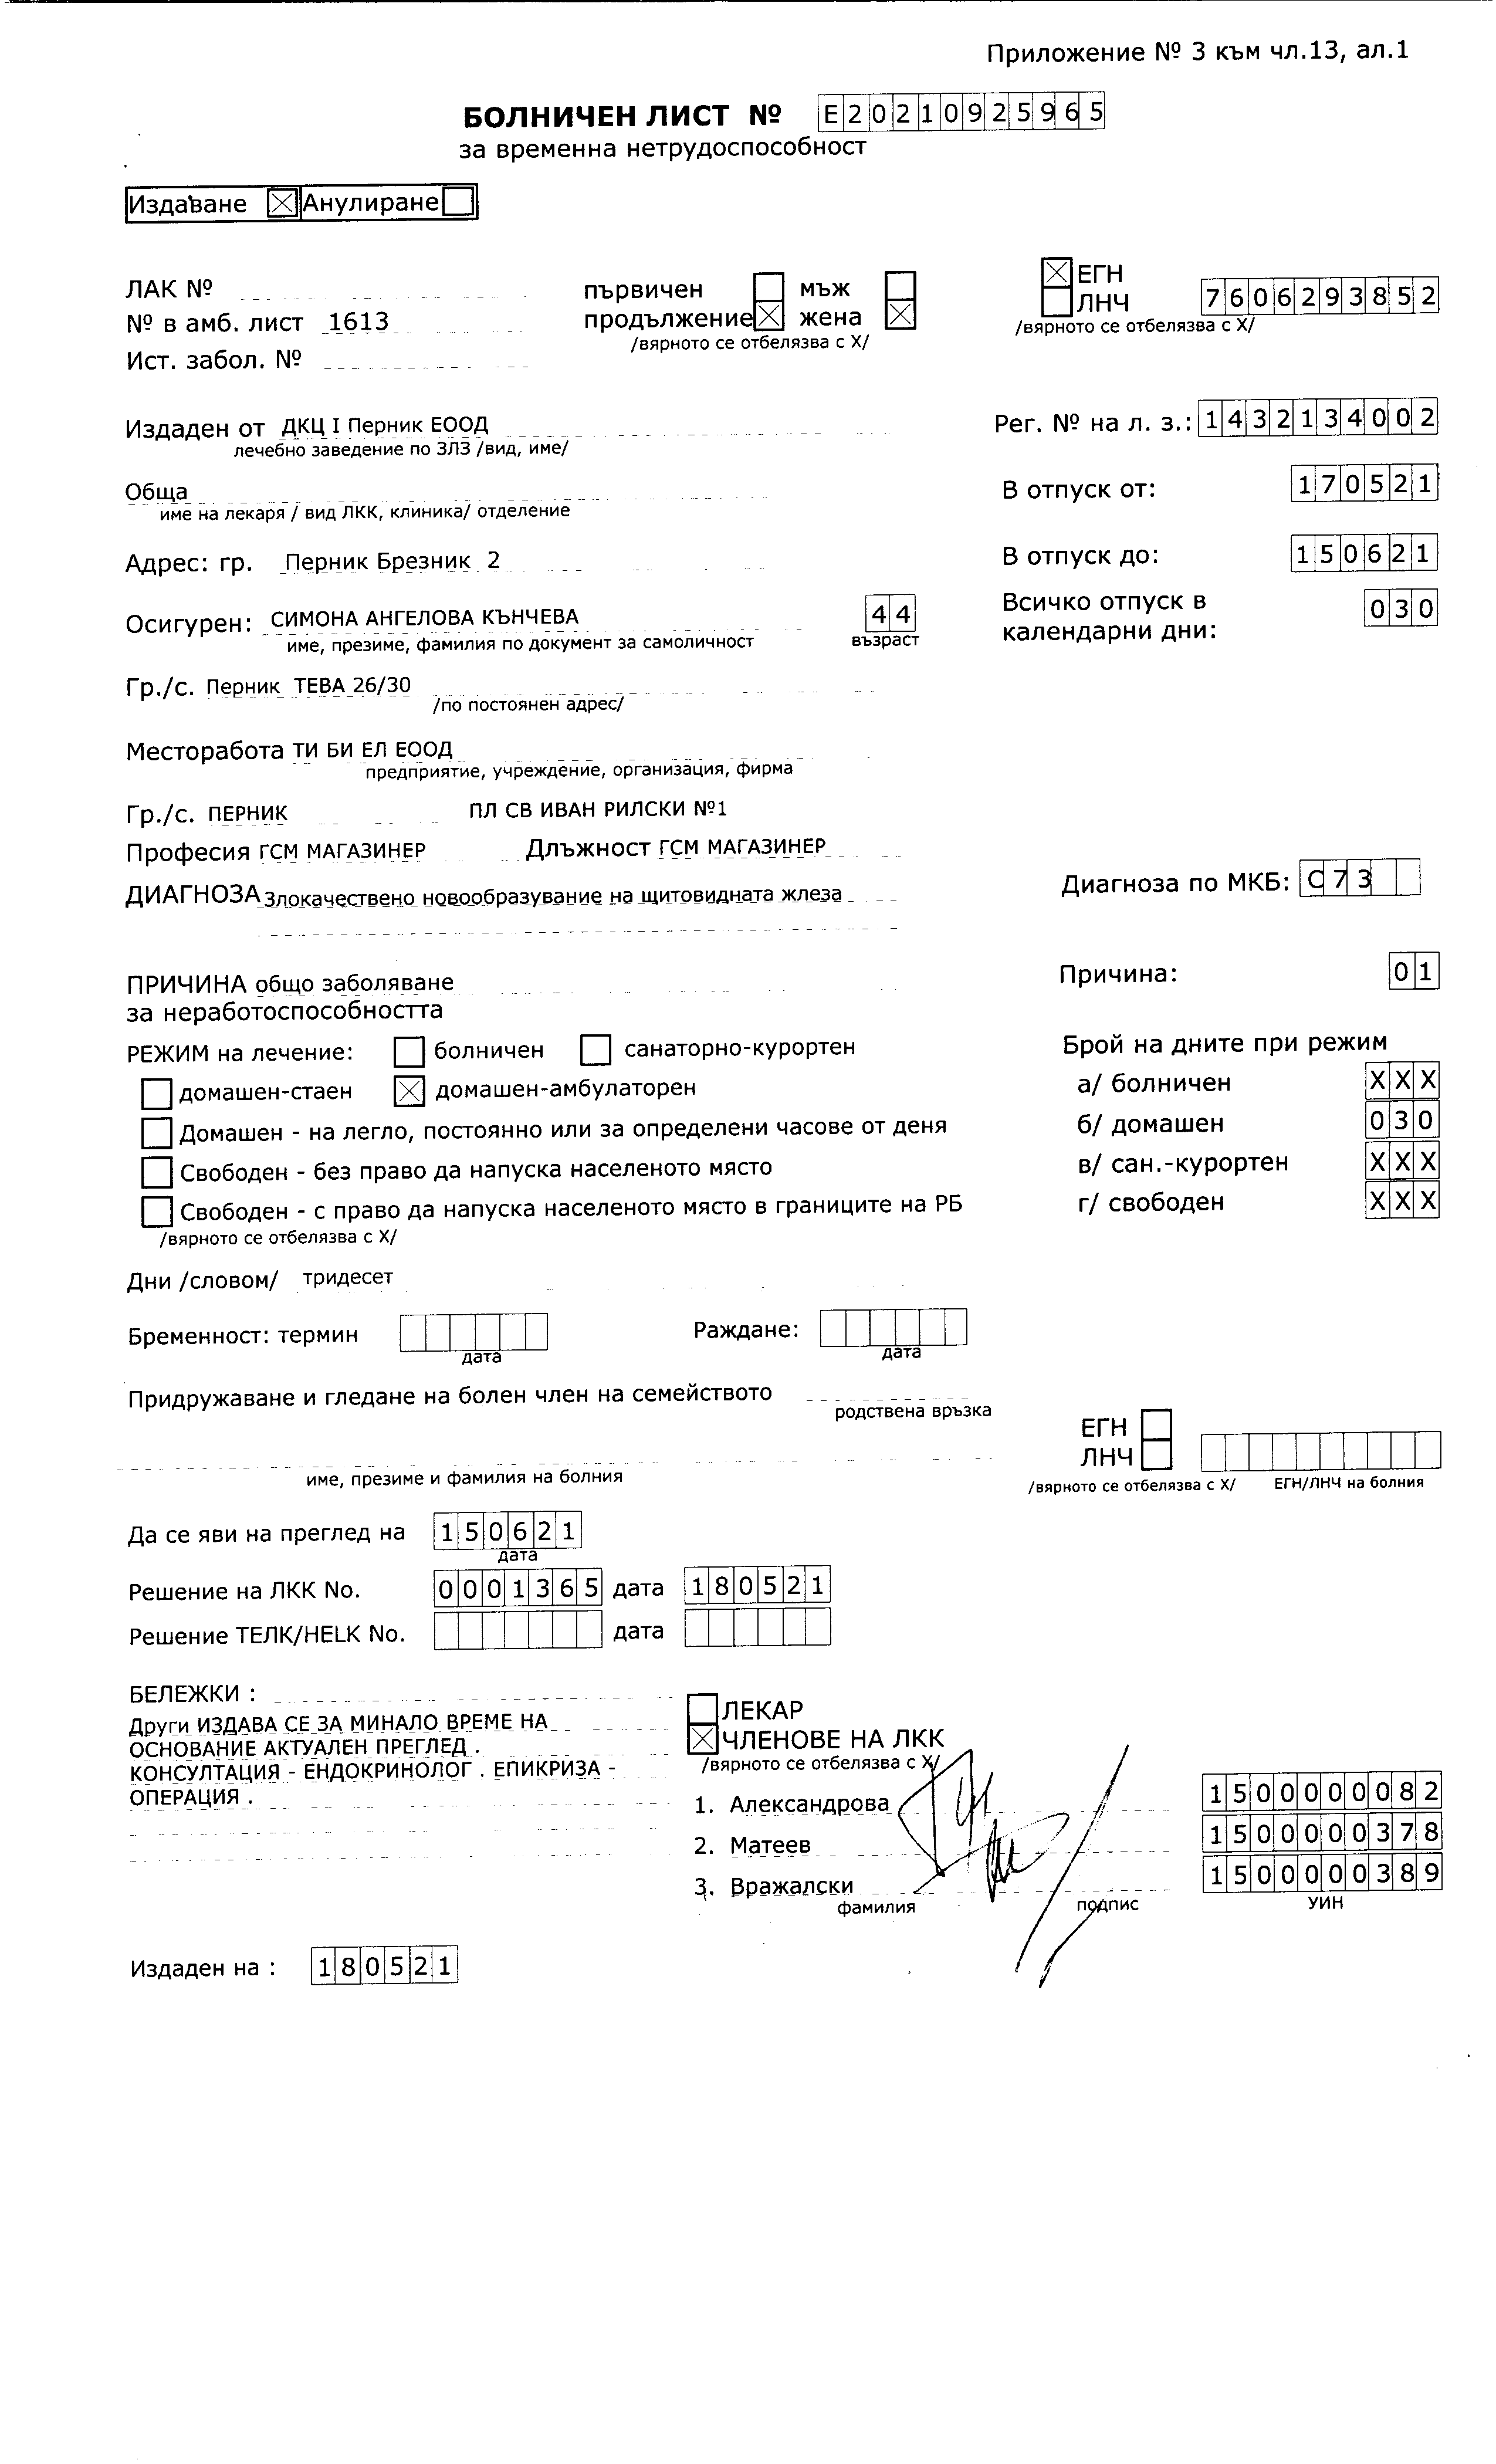 Приложение № 3 към чл.13, ал.1
БОЛНИЧЕН ЛИСТ № E20210925965
за временна нетрудоспособност
Издаване X Анулиране
ЛАК № първичен мъж X ЕГН
№ в амб. лист 1613 продължение X жена X ЛНЧ 7606293852
/вярното се отбелязва с X/ /вярното се отбелязва с X/
Ист. забол. №
Издаден от ДКЦ I Перник ЕООД Рег. № на л. з.: 1432134002
лечебно заведение по ЗЛЗ /вид, име/
Обща В отпуск от: 170521
име на лекаря / вид ЛКК, клиника/ отделение
Адрес: гр. Перник Брезник 2 В отпуск до: 150621
Осигурен: СИМОНА АНГЕЛОВА КЪНЧЕВА 44 Всичко отпуск в календарни дни: 030
име, презиме, фамилия по документ за самоличност възраст
Гр./с. Перник ТЕВА 26/30
/по постоянен адрес/
Месторабота ТИ БИ ЕЛ ЕООД
предприятие, учреждение, организация, фирма
Гр./с. ПЕРНИК ПЛ СВ ИВАН РИЛСКИ №1
Професия ГСМ МАГАЗИНЕР Длъжност ГСМ МАГАЗИНЕР
ДИАГНОЗА Злокачествено новообразувание на щитовидната жлеза Диагноза по МКБ: C73
ПРИЧИНА общо заболяване Причина: 01
за неработоспособността
РЕЖИМ на лечение: болничен санаторно-курортен Брой на дните при режим
домашен-стаен X домашен-амбулаторен а/ болничен XXX
Домашен - на легло, постоянно или за определени часове от деня б/ домашен 030
Свободен - без право да напуска населеното място в/ сан.-курортен XXX
Свободен - с право да напуска населеното място в границите на РБ г/ свободен XXX
/вярното се отбелязва с X/
Дни /словом/ тридесет
Бременност: термин Раждане:
дата дата
Придружаване и гледане на болен член на семейството
родствена връзка
ЕГН
ЛНЧ
име, презиме и фамилия на болния /вярното се отбелязва с X/ ЕГН/ЛНЧ на болния
Да се яви на преглед на 150621
дата
Решение на ЛКК No. 0001365 дата 180521
Решение ТЕЛК/HELK No. дата
БЕЛЕЖКИ : ЛЕКАР
Други ИЗДАВА СЕ ЗА МИНАЛО ВРЕМЕ НА X ЧЛЕНОВЕ НА ЛКК
ОСНОВАНИЕ АКТУАЛЕН ПРЕГЛЕД . /вярното се отбелязва с X/
КОНСУЛТАЦИЯ - ЕНДОКРИНОЛОГ . ЕПИКРИЗА -
ОПЕРАЦИЯ . 1. Александрова 1500000082
2. Матеев 1500000378
3. Вражалски 1500000389
фамилия подпис УИН
Издаден на : 180521